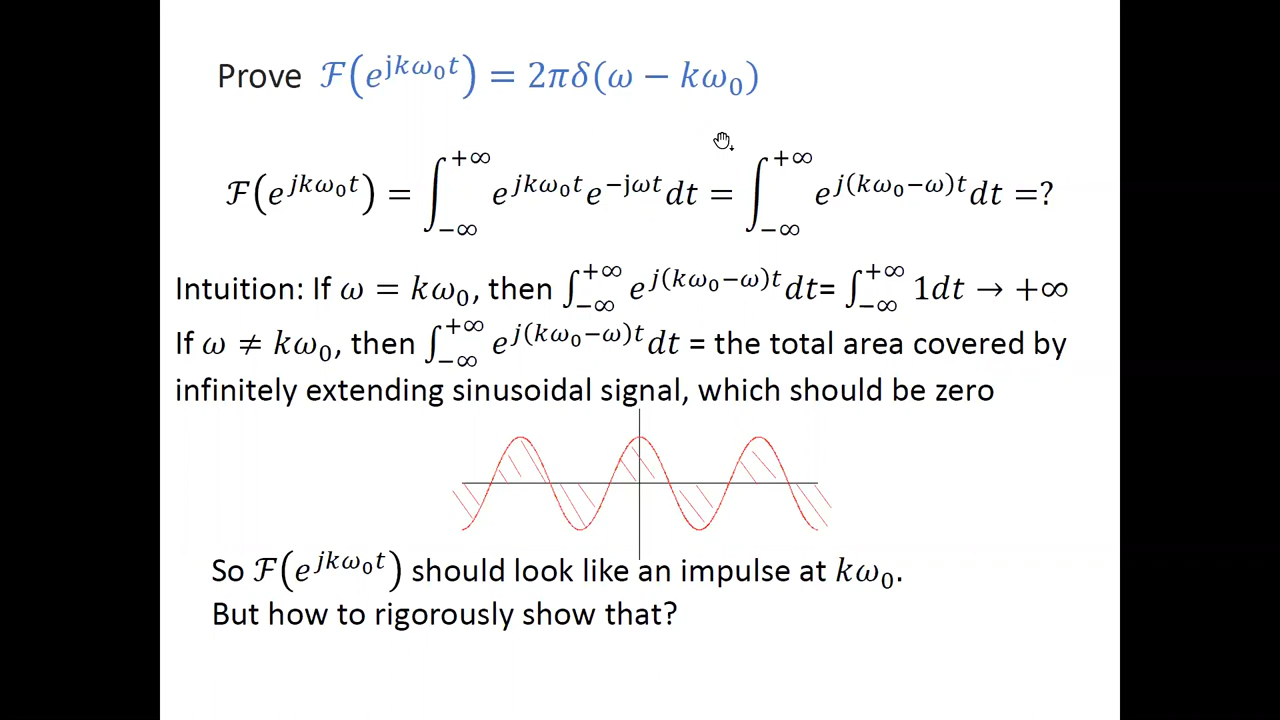 Prove ℱ(e^{jkω₀t}) = 2πδ(ω − kω₀)
ℱ(e^{jkω₀t}) = ∫_{−∞}^{+∞} e^{jkω₀t} e^{−jωt} dt = ∫_{−∞}^{+∞} e^{j(kω₀−ω)t} dt =?
Intuition: If ω = kω₀, then ∫_{−∞}^{+∞} e^{j(kω₀−ω)t} dt= ∫_{−∞}^{+∞} 1dt → +∞
If ω ≠ kω₀, then ∫_{−∞}^{+∞} e^{j(kω₀−ω)t} dt = the total area covered by
infinitely extending sinusoidal signal, which should be zero
So ℱ(e^{jkω₀t}) should look like an impulse at kω₀.
But how to rigorously show that?